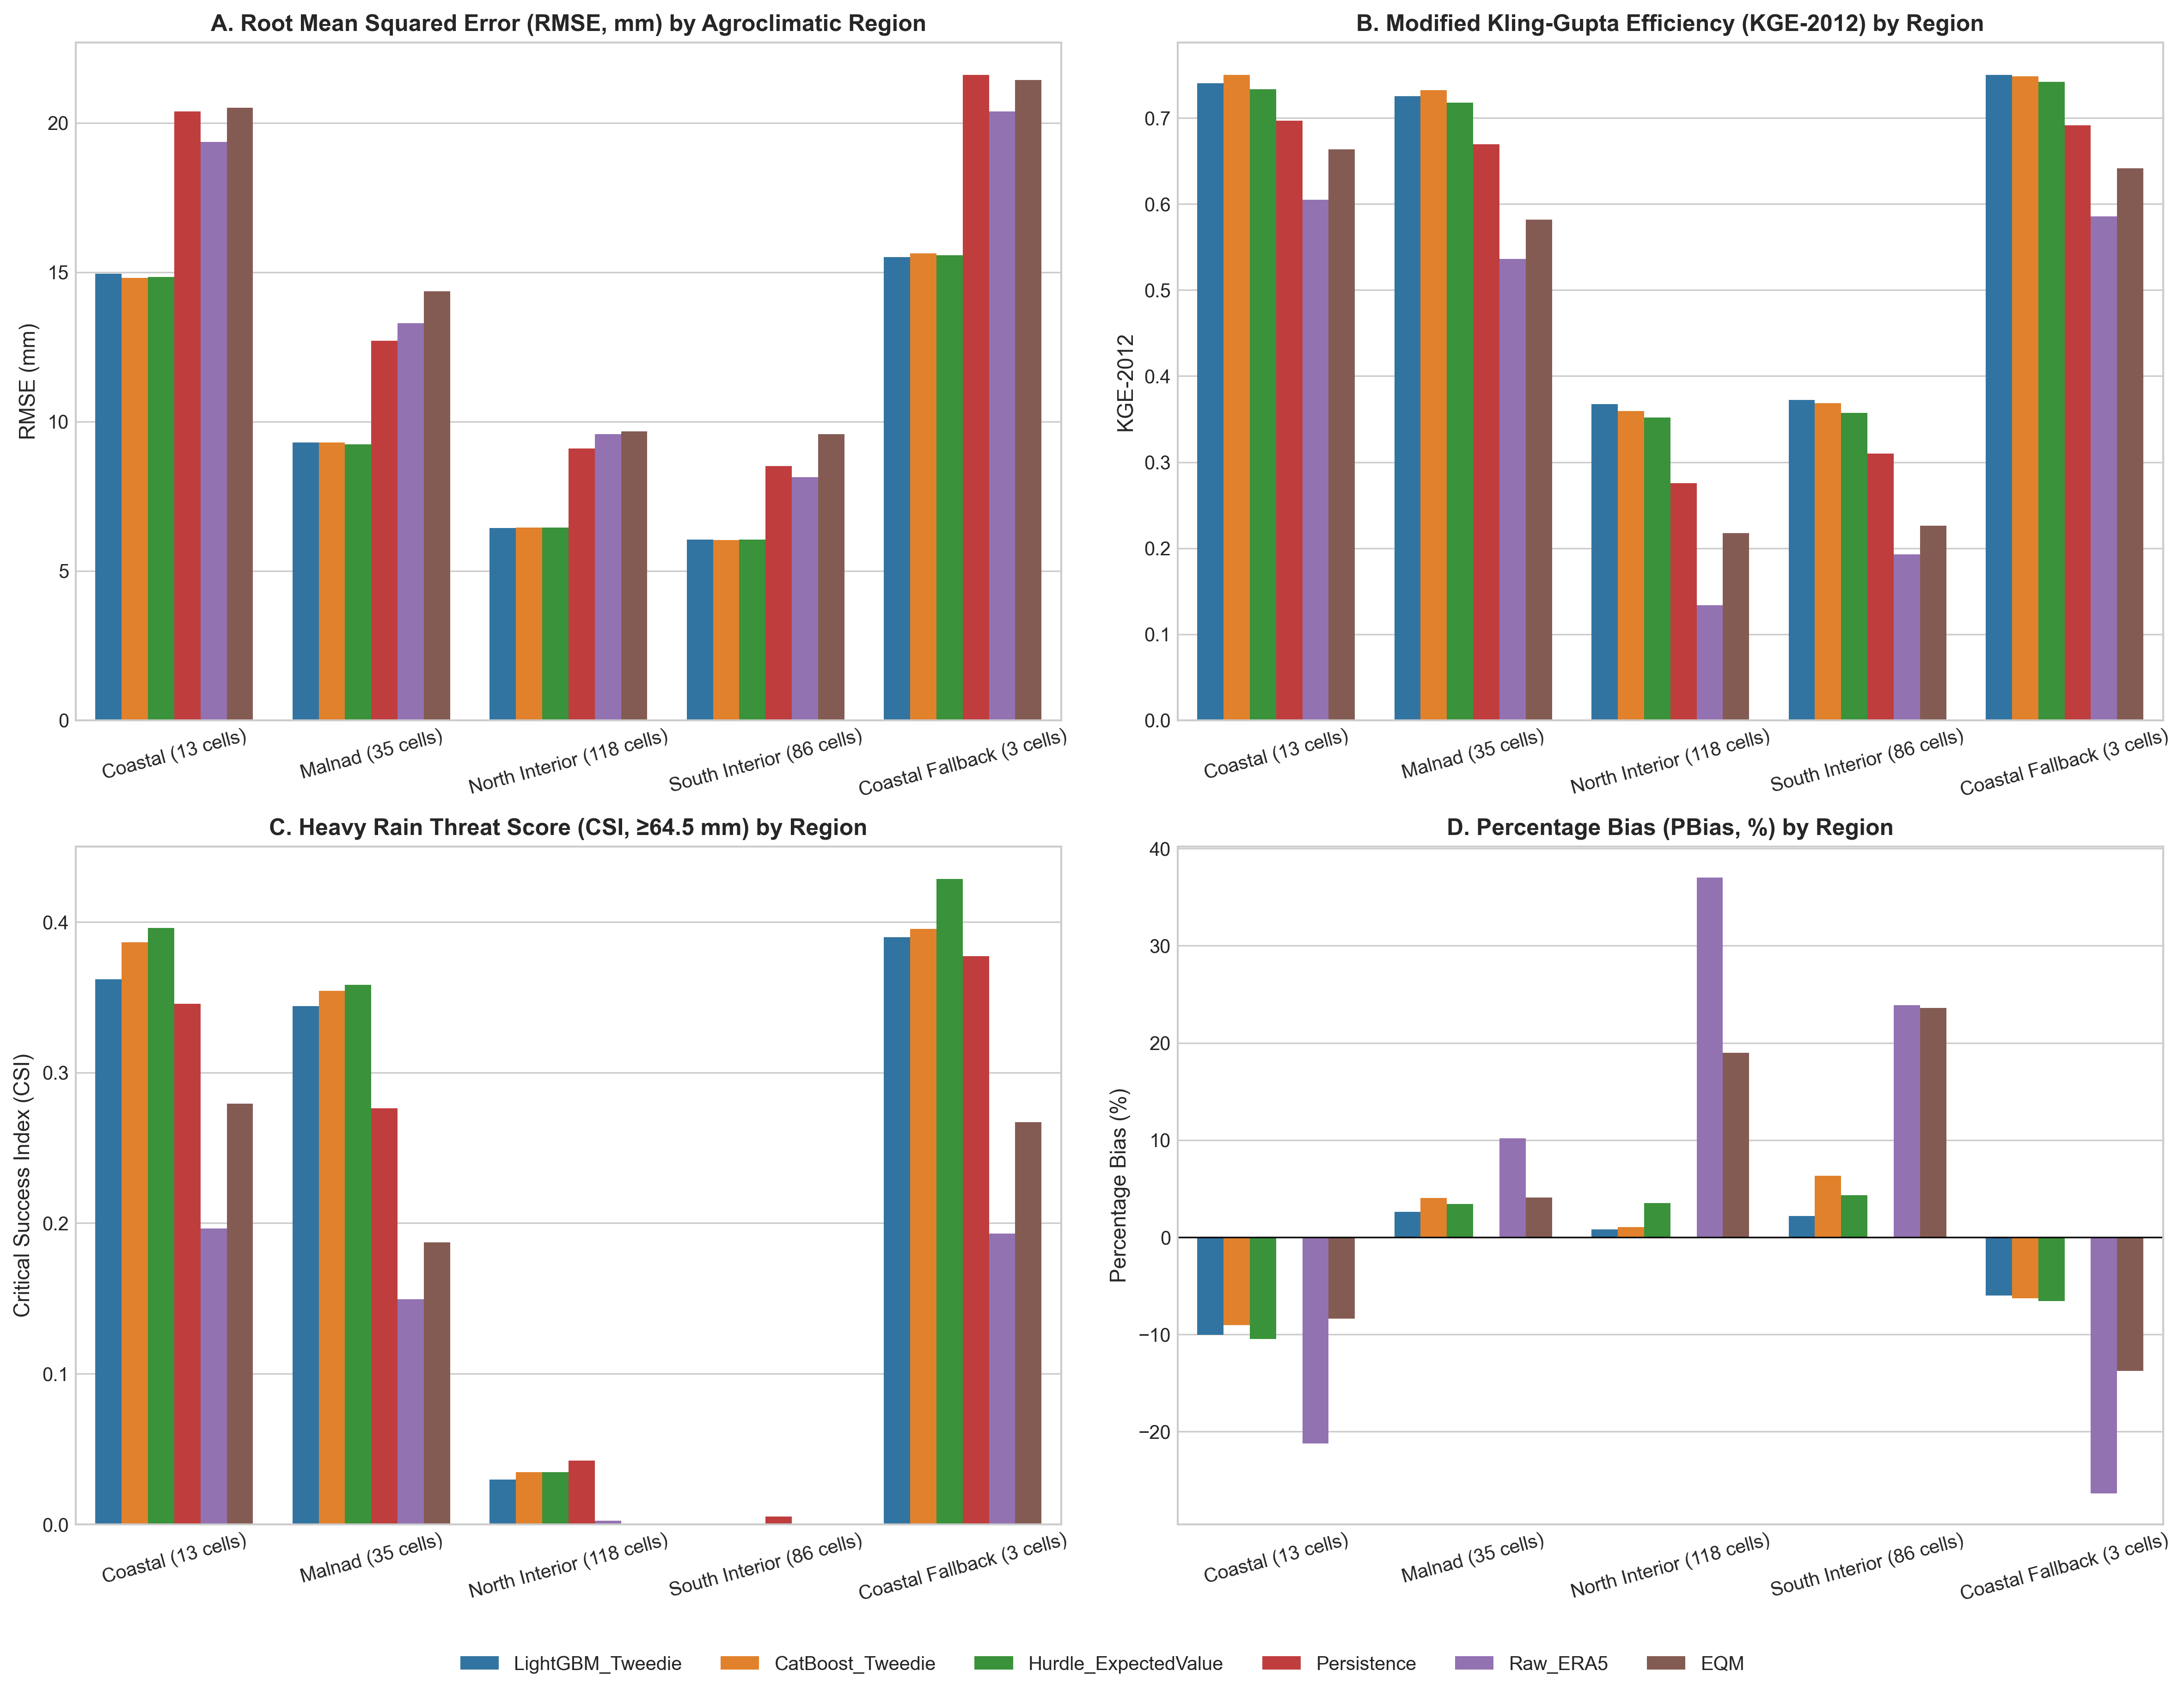 A. Root Mean Squared Error (RMSE, mm) by Agroclimatic Region
RMSE (mm)
20
15
10
5
0
Coastal (13 cells)
Malnad (35 cells)
North Interior (118 cells)
South Interior (86 cells)
Coastal Fallback (3 cells)
B. Modified Kling-Gupta Efficiency (KGE-2012) by Region
KGE-2012
0.7
0.6
0.5
0.4
0.3
0.2
0.1
0.0
Coastal (13 cells)
Malnad (35 cells)
North Interior (118 cells)
South Interior (86 cells)
Coastal Fallback (3 cells)
C. Heavy Rain Threat Score (CSI, ≥64.5 mm) by Region
Critical Success Index (CSI)
0.4
0.3
0.2
0.1
0.0
Coastal (13 cells)
Malnad (35 cells)
North Interior (118 cells)
South Interior (86 cells)
Coastal Fallback (3 cells)
D. Percentage Bias (PBias, %) by Region
Percentage Bias (%)
40
30
20
10
0
−10
−20
Coastal (13 cells)
Malnad (35 cells)
North Interior (118 cells)
South Interior (86 cells)
Coastal Fallback (3 cells)
LightGBM_Tweedie
CatBoost_Tweedie
Hurdle_ExpectedValue
Persistence
Raw_ERA5
EQM